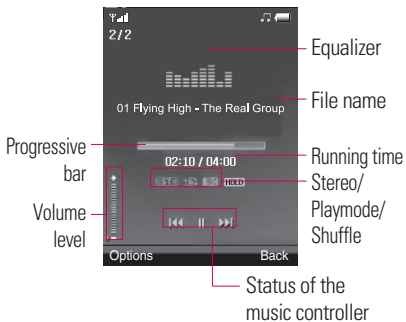 2/2
Equalizer
01 Flying High - The Real Group
File name
Progressive
bar
02:10 / 04:00
Running time
HOLD
Stereo/
Playmode/
Shuffle
Volume
level
Options
Back
Status of the
music controller